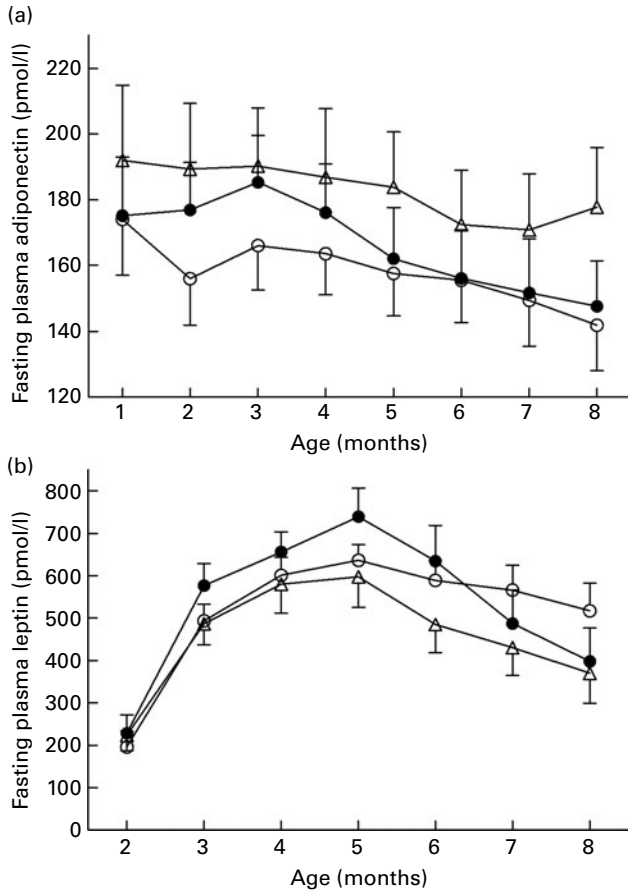 (a)
Fasting plasma adiponectin (pmol/l)
220
200
180
160
140
120
1 2 3 4 5 6 7 8
Age (months)
(b)
Fasting plasma leptin (pmol/l)
800
700
600
500
400
300
200
100
0
2 3 4 5 6 7 8
Age (months)